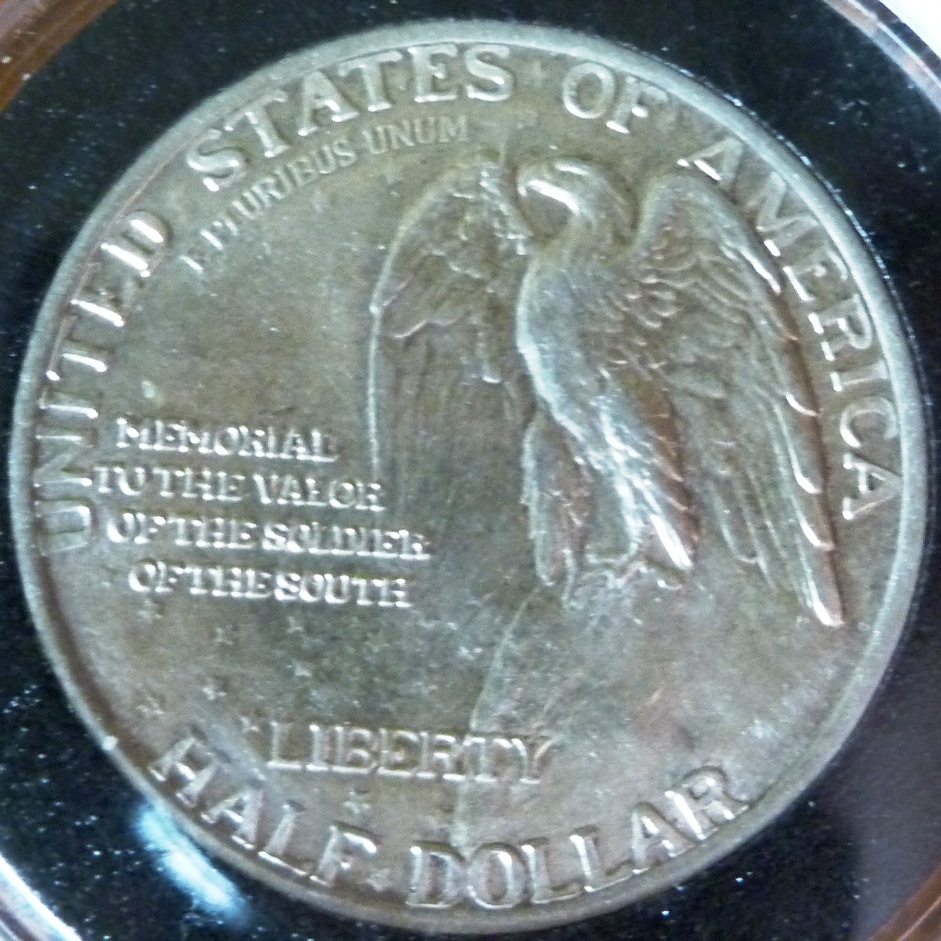 UNITED STATES OF AMERICA
E PLURIBUS UNUM
MEMORIAL
TO THE VALOR
OF THE SOLDIER
OF THE SOUTH
LIBERTY
HALF DOLLAR